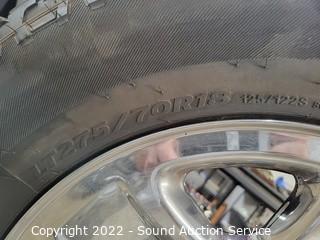 LT275/70R18 125/122S
Copyright 2022 - Sound Auction Service